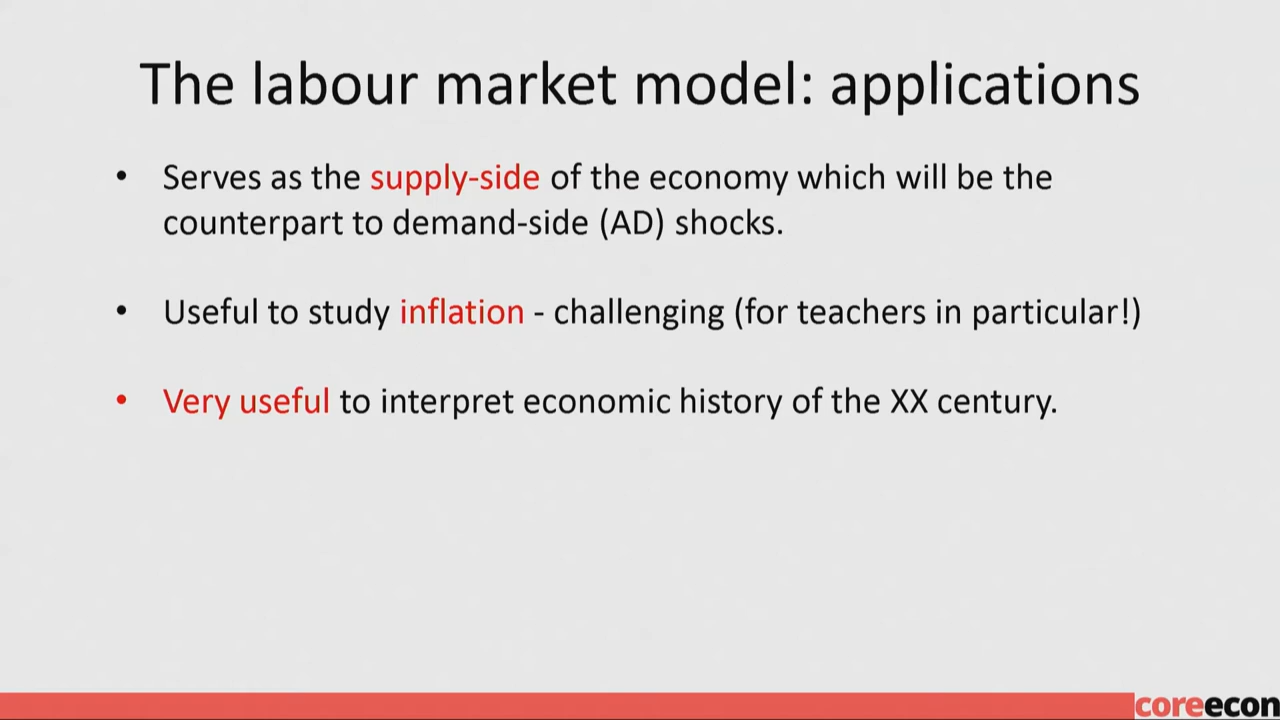 The labour market model: applications
• Serves as the supply-side of the economy which will be the
counterpart to demand-side (AD) shocks.
• Useful to study inflation - challenging (for teachers in particular!)
• Very useful to interpret economic history of the XX century.
coreecon